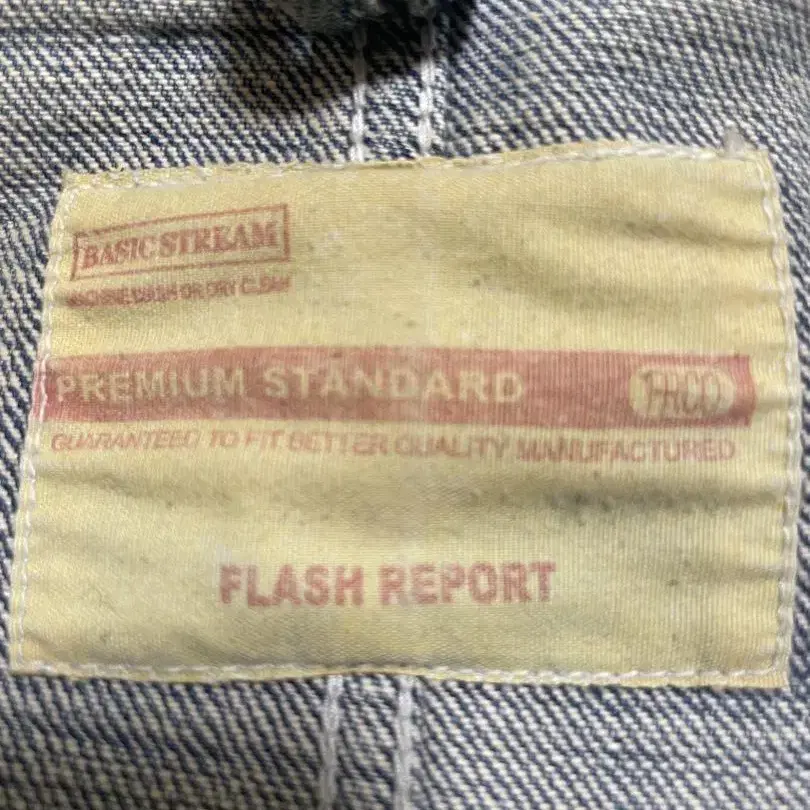 BASIC STREAM
MACHINE WASH OR DRY CLEAN
PREMIUM STANDARD
GUARANTEED TO FIT BETTER QUALITY MANUFACTURED
FLASH REPORT